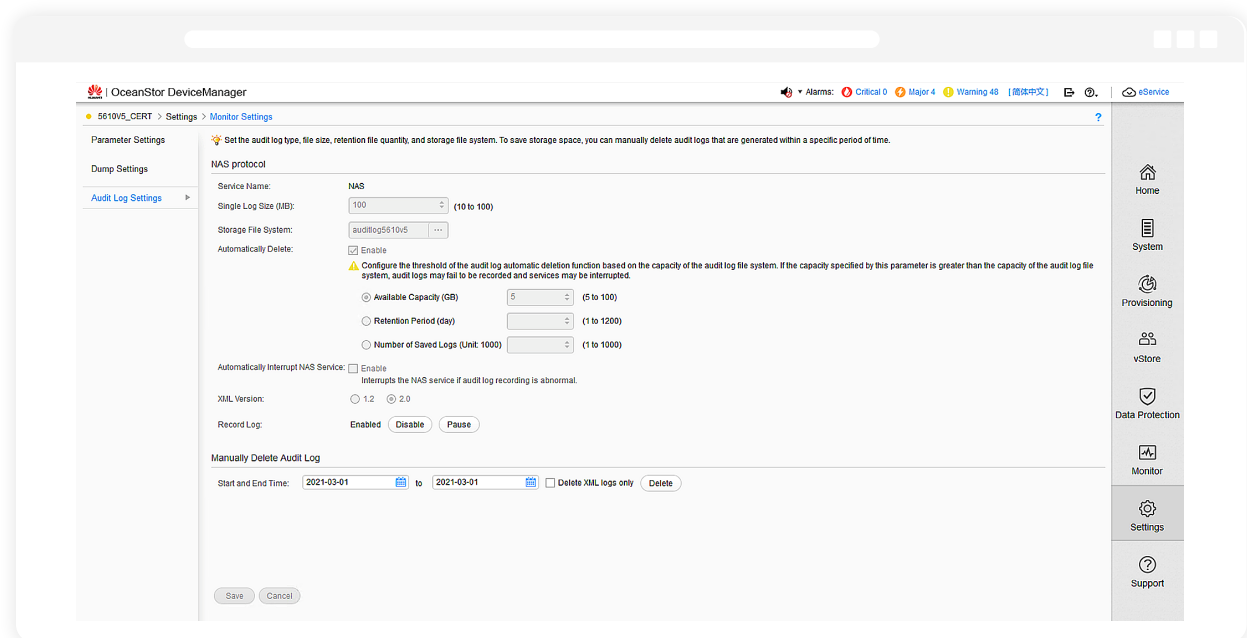 HUAWEI | OceanStor DeviceManager
Alarms: Critical 0 Major 4 Warning 48 [简体中文] eService
5610V5_CERT > Settings > Monitor Settings ?
Parameter Settings
Dump Settings
Audit Log Settings
Set the audit log type, file size, retention file quantity, and storage file system. To save storage space, you can manually delete audit logs that are generated within a specific period of time.
NAS protocol
Service Name: NAS
Single Log Size (MB): 100 (10 to 100)
Storage File System: auditlog5610v5 ...
Automatically Delete: Enable
Configure the threshold of the audit log automatic deletion function based on the capacity of the audit log file system. If the capacity specified by this parameter is greater than the capacity of the audit log file
system, audit logs may fail to be recorded and services may be interrupted.
Available Capacity (GB) 5 (5 to 100)
Retention Period (day) (1 to 1200)
Number of Saved Logs (Unit: 1000) (1 to 1000)
Automatically Interrupt NAS Service: Enable
Interrupts the NAS service if audit log recording is abnormal.
XML Version: 1.2 2.0
Record Log: Enabled Disable Pause
Manually Delete Audit Log
Start and End Time: 2021-03-01 to 2021-03-01 Delete XML logs only Delete
Save Cancel
Home
System
Provisioning
vStore
Data Protection
Monitor
Settings
Support